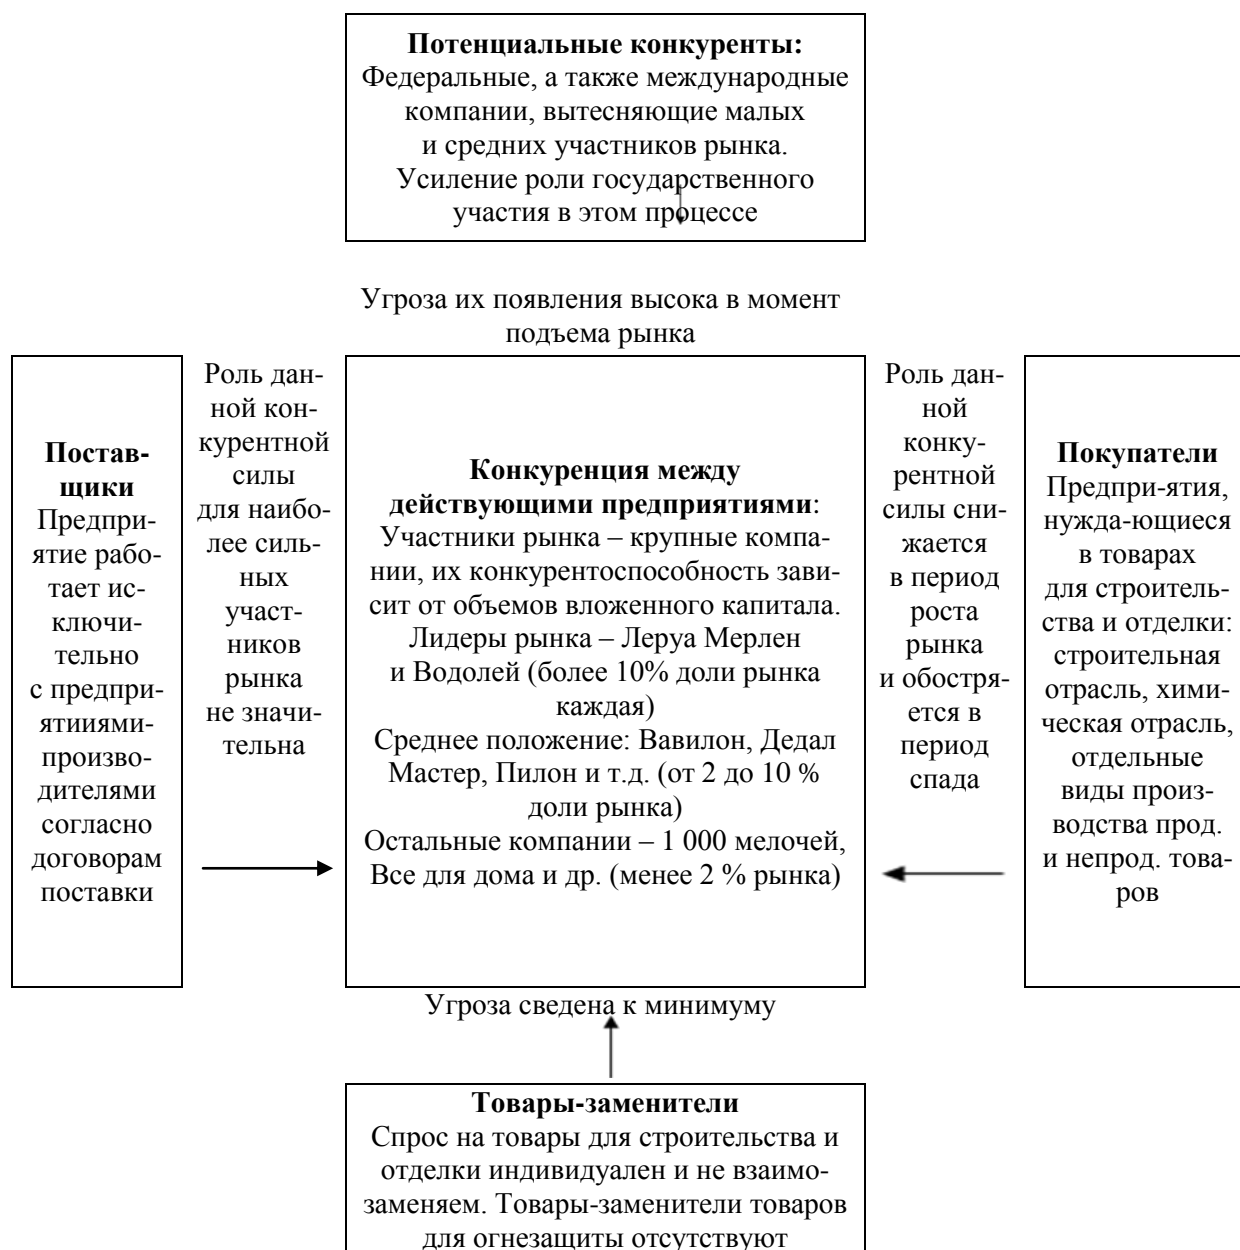 Потенциальные конкуренты:
Федеральные, а также международные
компании, вытесняющие малых
и средних участников рынка.
Усиление роли государственного
участия в этом процессе
Угроза их появления высока в момент
подъема рынка
Постав-
щики
Предпри-
ятие рабо-
тает ис-
ключи-
тельно
с предпри-
ятииями-
произво-
дителями
согласно
договорам
поставки
Роль дан-
ной кон-
курентной
силы
для наибо-
лее силь-
ных
участ-
ников
рынка
не значи-
тельна
Конкуренция между
действующими предприятиями:
Участники рынка – крупные компа-
нии, их конкурентоспособность зави-
сит от объемов вложенного капитала.
Лидеры рынка – Леруа Мерлен
и Водолей (более 10% доли рынка
каждая)
Среднее положение: Вавилон, Дедал
Мастер, Пилон и т.д. (от 2 до 10 %
доли рынка)
Остальные компании – 1 000 мелочей,
Все для дома и др. (менее 2 % рынка)
Роль дан-
ной
конку-
рентной
силы сни-
жается
в период
роста
рынка
и обостря-
ется в
период
спада
Покупатели
Предпри-ятия,
нужда-ющиеся
в товарах
для строитель-
ства и отделки:
строительная
отрасль, хими-
ческая отрасль,
отдельные
виды произ-
водства прод.
и непрод. това-
ров
Угроза сведена к минимуму
Товары-заменители
Спрос на товары для строительства и
отделки индивидуален и не взаимо-
заменяем. Товары-заменители товаров
для огнезащиты отсутствуют